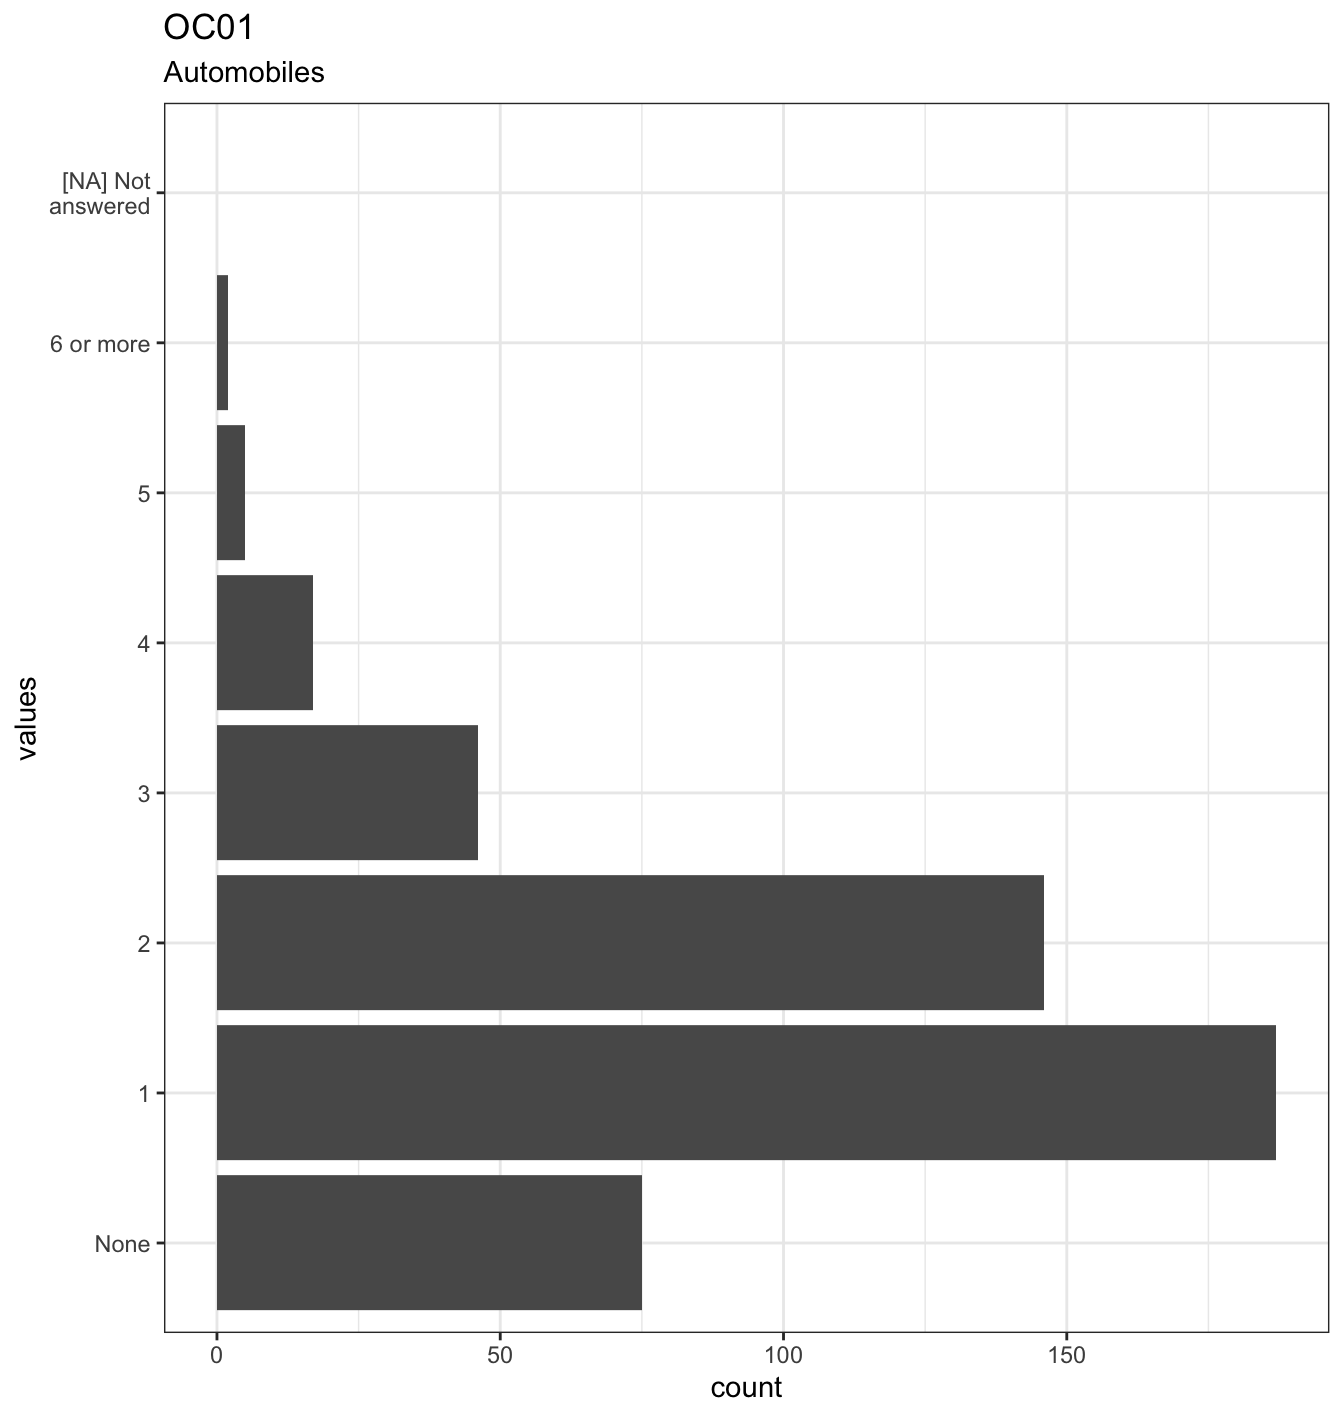 OC01
Automobiles
[NA] Not
answered
6 or more
5
4
3
2
1
None
values
0 50 100 150
count